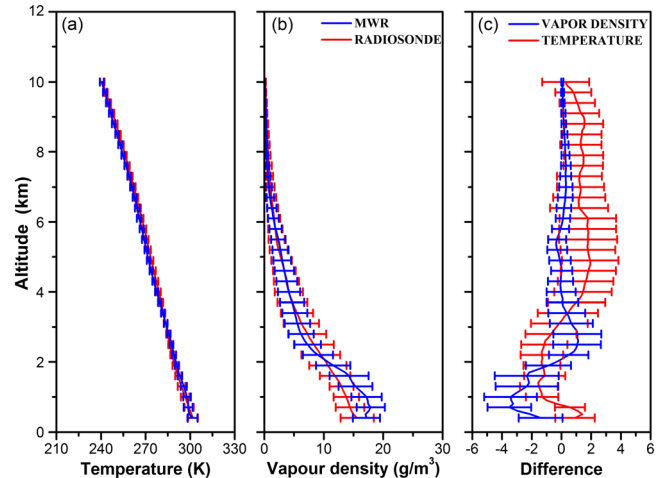 (a)
(b)
(c)
MWR
RADIOSONDE
VAPOR DENSITY
TEMPERATURE
Altitude (km)
12
10
8
6
4
2
0
210 240 270 300 330
0 10 20 30
-6 -4 -2 0 2 4 6
Temperature (K)
Vapour density (g/m³)
Difference